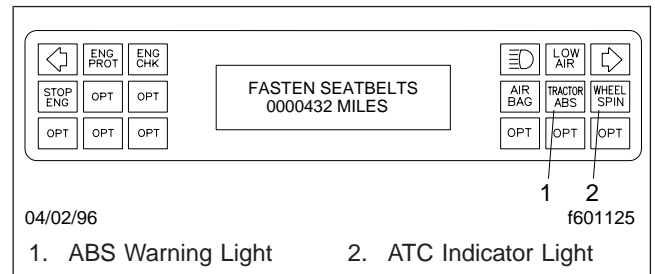 ENG PROT
ENG CHK
LOW AIR
FASTEN SEATBELTS
0000432 MILES
STOP ENG
OPT
OPT
AIR BAG
TRACTOR ABS
WHEEL SPIN
OPT
OPT
OPT
OPT
OPT
OPT
1
2
04/02/96
f601125
1. ABS Warning Light
2. ATC Indicator Light